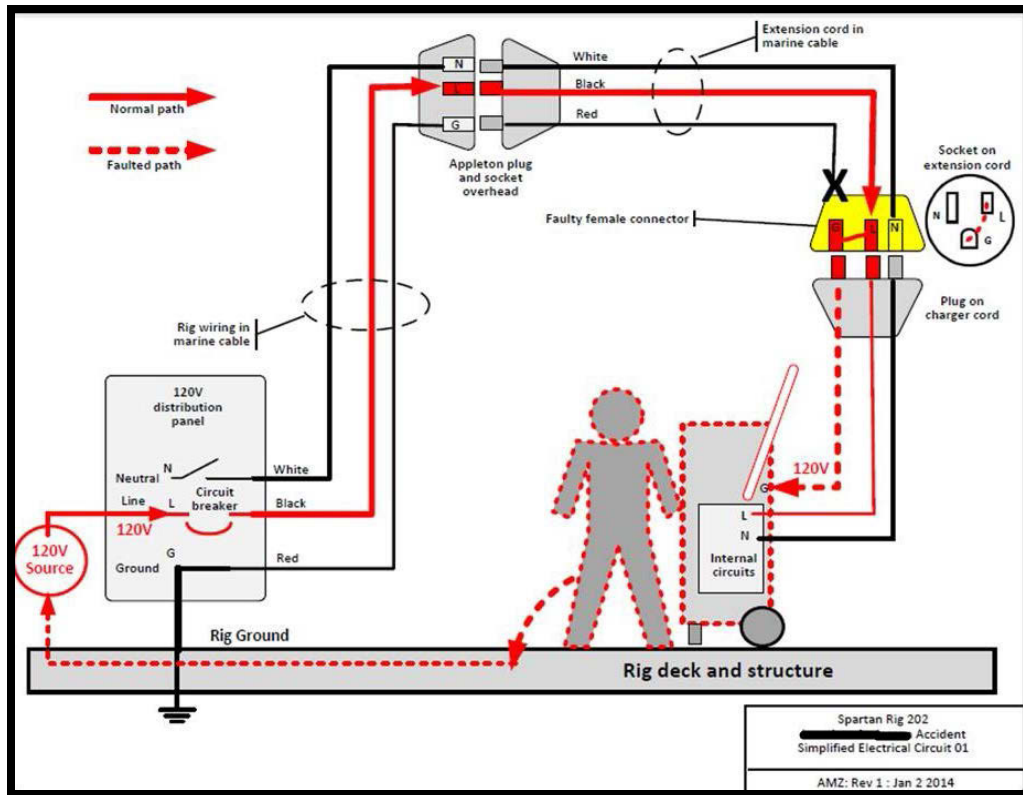 Normal path
Faulted path
N
L
G
Appleton plug
and socket
overhead
White
Black
Red
Extension cord in
marine cable
X
Faulty female connector
G
L
N
Socket on
extension cord
N
L
G
Plug on
charger cord
Rig wiring in
marine cable
120V
distribution
panel
Neutral
N
White
Line
L
Circuit
breaker
Black
120V
G
Ground
Red
120V
Source
120V
G
L
N
Internal
circuits
Rig Ground
Rig deck and structure
Spartan Rig 202
Accident
Simplified Electrical Circuit 01
AMZ: Rev 1 : Jan 2 2014